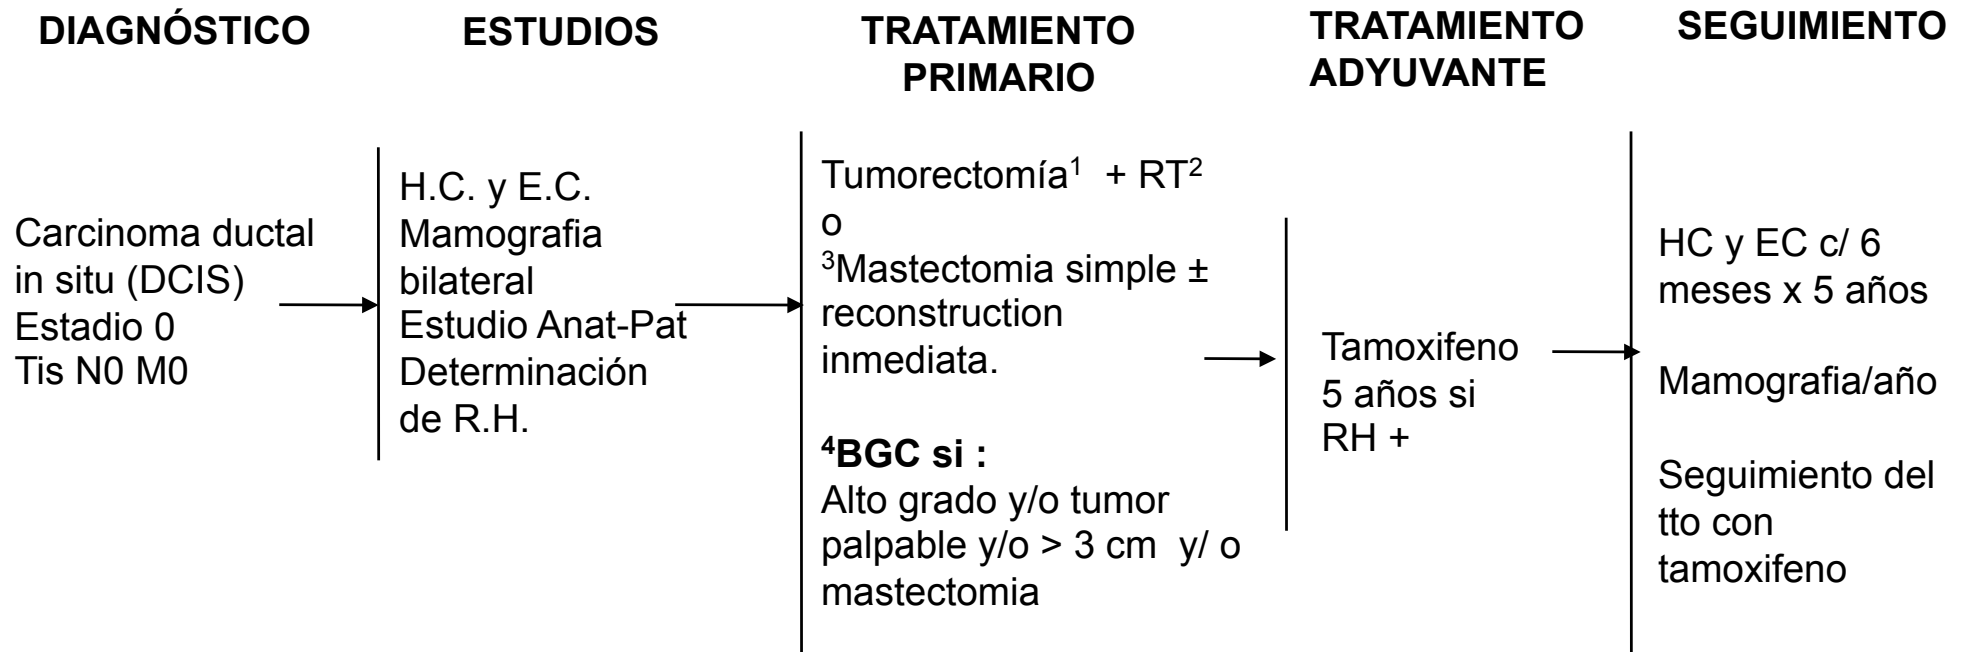 DIAGNÓSTICO
ESTUDIOS
TRATAMIENTO
PRIMARIO
TRATAMIENTO
ADYUVANTE
SEGUIMIENTO
Carcinoma ductal
in situ (DCIS)
Estadio 0
Tis N0 M0
H.C. y E.C.
Mamografia
bilateral
Estudio Anat-Pat
Determinación
de R.H.
Tumorectomía¹ + RT²
o
³Mastectomia simple ±
reconstruction
inmediata.
⁴BGC si :
Alto grado y/o tumor
palpable y/o > 3 cm y/ o
mastectomia
Tamoxifeno
5 años si
RH +
HC y EC c/ 6
meses x 5 años
Mamografia/año
Seguimiento del
tto con
tamoxifeno